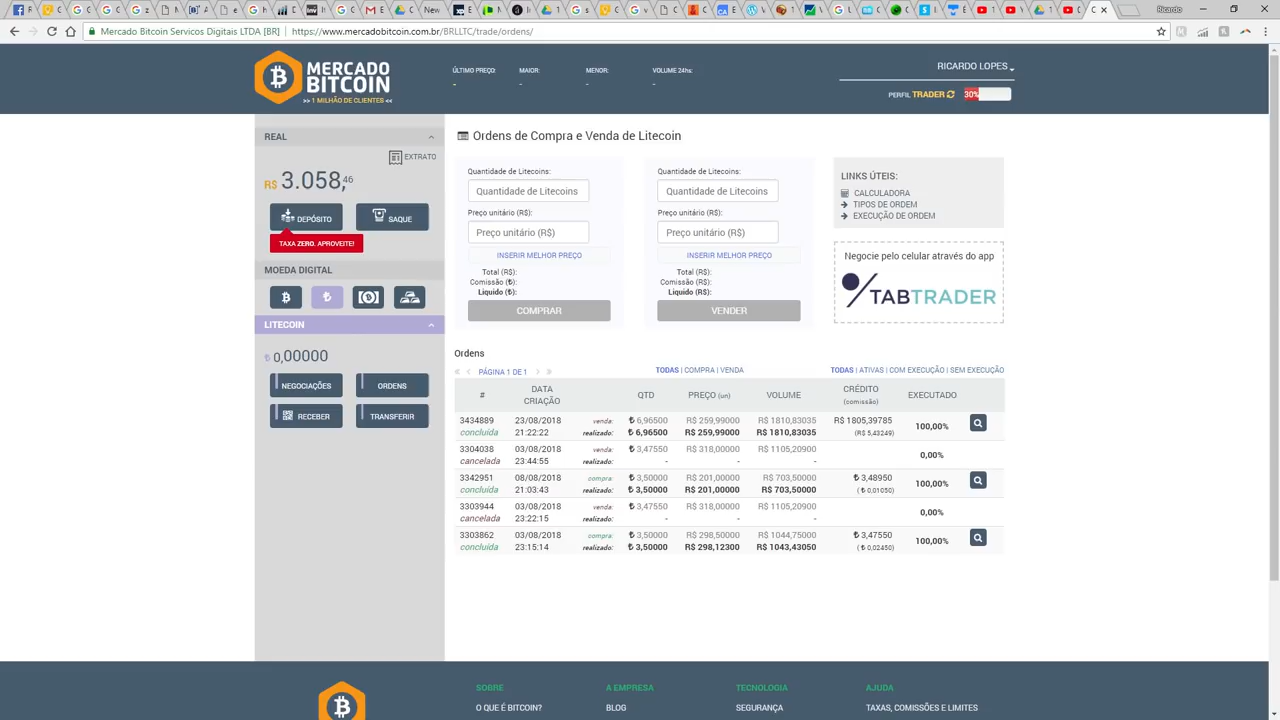 Ricardo
Mercado Bitcoin Servicos Digitais LTDA [BR]
https://www.mercadobitcoin.com.br/BRLLTC/trade/ordens/
MERCADO
BITCOIN
>> 1 MILHÃO DE CLIENTES <<
ÚLTIMO PREÇO: MAIOR: MENOR: VOLUME 24hs:
- - - -
RICARDO LOPES
PERFIL TRADER 30%
REAL
EXTRATO
R$ 3.058,46
DEPÓSITO SAQUE
TAXA ZERO. APROVEITE!
MOEDA DIGITAL
LITECOIN
Ł 0,00000
NEGOCIAÇÕES ORDENS
RECEBER TRANSFERIR
Ordens de Compra e Venda de Litecoin
Quantidade de Litecoins:
Quantidade de Litecoins
Preço unitário (R$):
Preço unitário (R$)
INSERIR MELHOR PREÇO
Total (R$):
Comissão (Ł):
Liquido (Ł):
COMPRAR
Quantidade de Litecoins:
Quantidade de Litecoins
Preço unitário (R$):
Preço unitário (R$)
INSERIR MELHOR PREÇO
Total (R$):
Comissão (R$):
Liquido (R$):
VENDER
LINKS ÚTEIS:
CALCULADORA
TIPOS DE ORDEM
EXECUÇÃO DE ORDEM
Negocie pelo celular através do app
TABTRADER
Ordens
« ‹ PÁGINA 1 DE 1 › » TODAS | COMPRA | VENDA TODAS | ATIVAS | COM EXECUÇÃO | SEM EXECUÇÃO
# DATA CRIAÇÃO QTD PREÇO (un) VOLUME CRÉDITO (comissão) EXECUTADO
3434889 23/08/2018 venda: Ł 6,96500 R$ 259,99000 R$ 1810,83035 R$ 1805,39785 100,00%
concluída 21:22:22 realizado: Ł 6,96500 R$ 259,99000 R$ 1810,83035 (R$ 5,43249)
3304038 03/08/2018 venda: Ł 3,47550 R$ 318,00000 R$ 1105,20900 0,00%
cancelada 23:44:55 realizado: - - -
3342951 08/08/2018 compra: Ł 3,50000 R$ 201,00000 R$ 703,50000 Ł 3,48950 100,00%
concluída 21:03:43 realizado: Ł 3,50000 R$ 201,00000 R$ 703,50000 ( Ł 0,01050)
3303944 03/08/2018 venda: Ł 3,47550 R$ 318,00000 R$ 1105,20900 0,00%
cancelada 23:22:15 realizado: - - -
3303862 03/08/2018 compra: Ł 3,50000 R$ 298,50000 R$ 1044,75000 Ł 3,47550 100,00%
concluída 23:15:14 realizado: Ł 3,50000 R$ 298,12300 R$ 1043,43050 ( Ł 0,02450)
SOBRE A EMPRESA TECNOLOGIA AJUDA
O QUE É BITCOIN? BLOG SEGURANÇA TAXAS, COMISSÕES E LIMITES